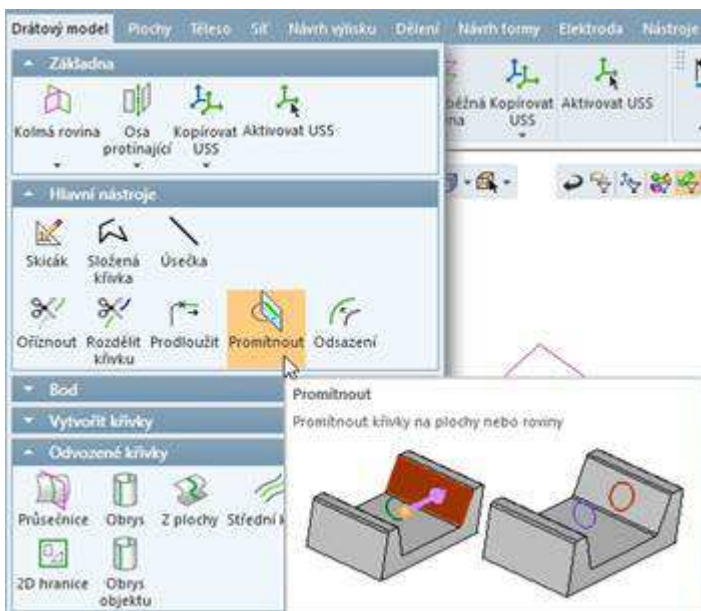 Drátový model Plochy Těleso Síť Návrh výlisku Dělení Návrh formy Elektroda Nástroje
Základna
Kolmá rovina Osa protínající Kopírovat USS Aktivovat USS
běžná Kopírovat USS Aktivovat USS
na
Hlavní nástroje
Skicák Složená křivka Úsečka
Oříznout Rozdělit křivku Prodloužit Promítnout Odsazení
Bod
Vytvořit křivky
Odvozené křivky
Průsečnice Obrys Z plochy Střední k
2D hranice Obrys objektu
Promítnout
Promítnout křivky na plochy nebo roviny